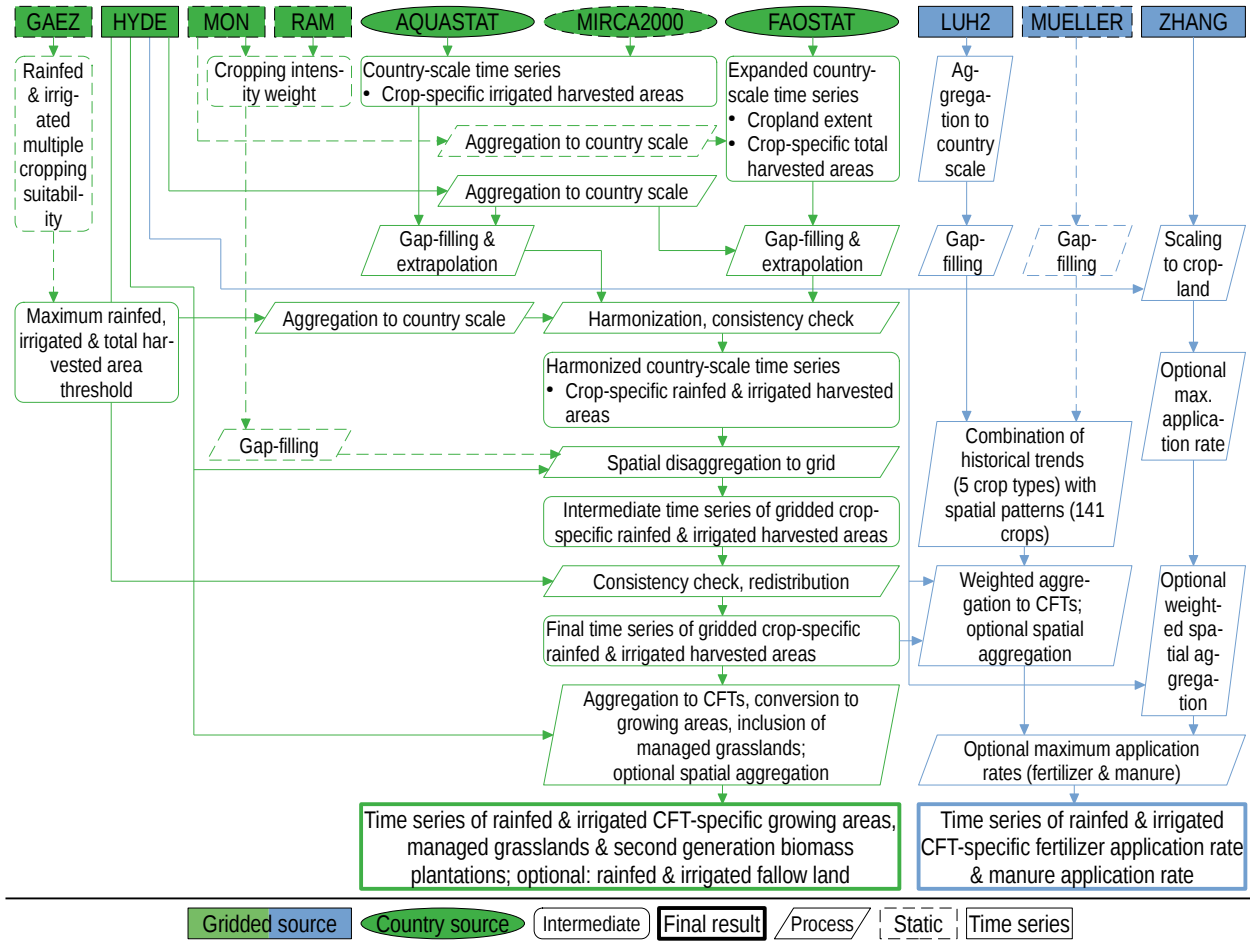 GAEZ
HYDE
MON
RAM
AQUASTAT
MIRCA2000
FAOSTAT
LUH2
MUELLER
ZHANG
Rainfed
& irrig-
ated
multiple
cropping
suitabil-
ity
Cropping intens-
ity weight
Country-scale time series
• Crop-specific irrigated harvested areas
Expanded country-
scale time series
• Cropland extent
• Crop-specific total
harvested areas
Ag-
grega-
tion to
country
scale
Aggregation to country scale
Aggregation to country scale
Gap-filling &
extrapolation
Gap-filling &
extrapolation
Gap-
filling
Gap-
filling
Scaling
to crop-
land
Maximum rainfed,
irrigated & total har-
vested area
threshold
Aggregation to country scale
Harmonization, consistency check
Harmonized country-scale time series
• Crop-specific rainfed & irrigated harvested
areas
Optional
max.
applica-
tion rate
Gap-filling
Spatial disaggregation to grid
Combination of
historical trends
(5 crop types) with
spatial patterns (141
crops)
Intermediate time series of gridded crop-
specific rainfed & irrigated harvested areas
Consistency check, redistribution
Weighted aggre-
gation to CFTs;
optional spatial
aggregation
Optional
weight-
ed spa-
tial ag-
grega-
tion
Final time series of gridded crop-specific
rainfed & irrigated harvested areas
Aggregation to CFTs, conversion to
growing areas, inclusion of
managed grasslands;
optional spatial aggregation
Optional maximum application
rates (fertilizer & manure)
Time series of rainfed & irrigated CFT-specific growing areas,
managed grasslands & second generation biomass
plantations; optional: rainfed & irrigated fallow land
Time series of rainfed & irrigated
CFT-specific fertilizer application rate
& manure application rate
Gridded source
Country source
Intermediate
Final result
Process
Static
Time series